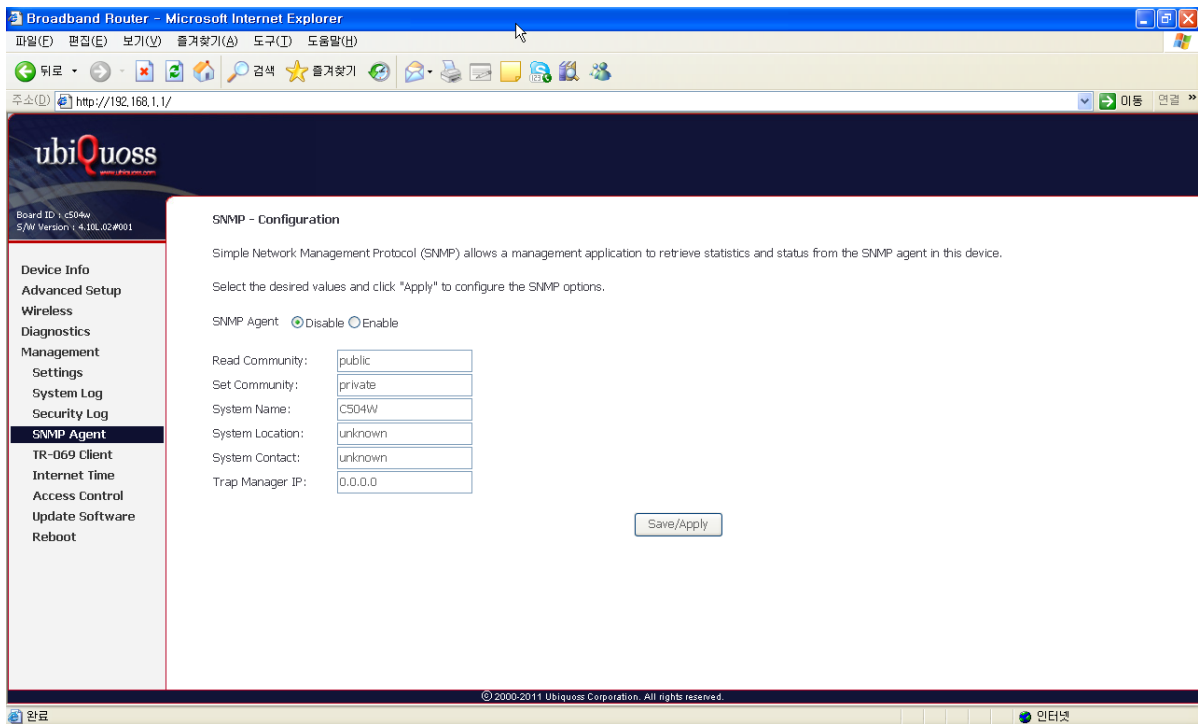 Broadband Router - Microsoft Internet Explorer
파일(F) 편집(E) 보기(V) 즐겨찾기(A) 도구(T) 도움말(H)
뒤로 검색 즐겨찾기
주소(D) http://192.168.1.1/ 이동 연결 »
ubiQuoss
www.ubiquoss.com
Board ID : c504w
S/W Version : 4.10L.02#001
Device Info
Advanced Setup
Wireless
Diagnostics
Management
Settings
System Log
Security Log
SNMP Agent
TR-069 Client
Internet Time
Access Control
Update Software
Reboot
SNMP - Configuration
Simple Network Management Protocol (SNMP) allows a management application to retrieve statistics and status from the SNMP agent in this device.
Select the desired values and click "Apply" to configure the SNMP options.
SNMP Agent Disable Enable
Read Community: public
Set Community: private
System Name: C504W
System Location: unknown
System Contact: unknown
Trap Manager IP: 0.0.0.0
Save/Apply
© 2000-2011 Ubiquoss Corporation. All rights reserved.
완료 인터넷